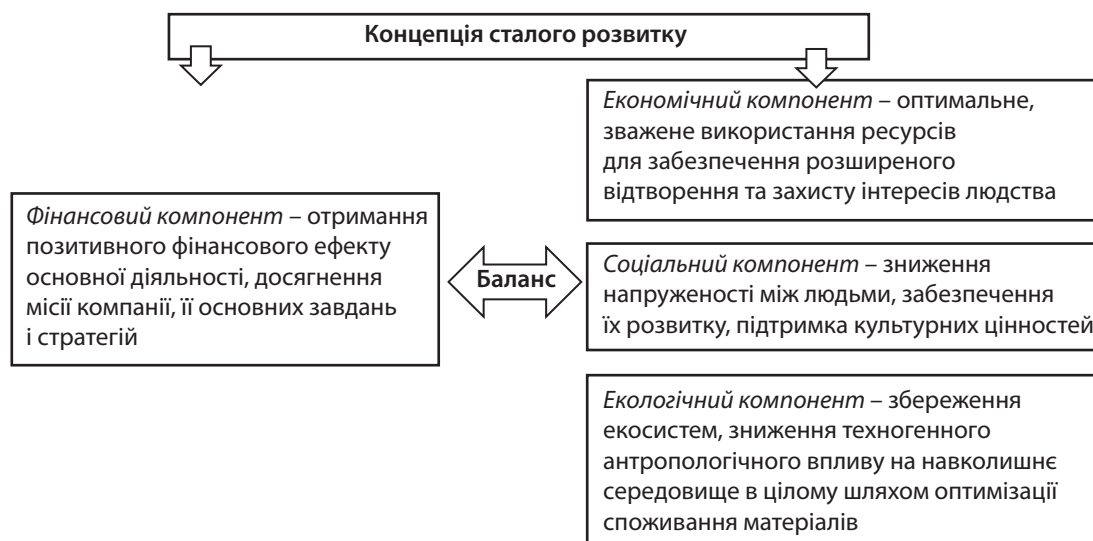 Концепція сталого розвитку
Економічний компонент – оптимальне,
зважене використання ресурсів
для забезпечення розширеного
відтворення та захисту інтересів людства
Фінансовий компонент – отримання
позитивного фінансового ефекту
основної діяльності, досягнення
місії компанії, її основних завдань
і стратегій
Баланс
Соціальний компонент – зниження
напруженості між людьми, забезпечення
їх розвитку, підтримка культурних цінностей
Екологічний компонент – збереження
екосистем, зниження техногенного
антропологічного впливу на навколишнє
середовище в цілому шляхом оптимізації
споживання матеріалів